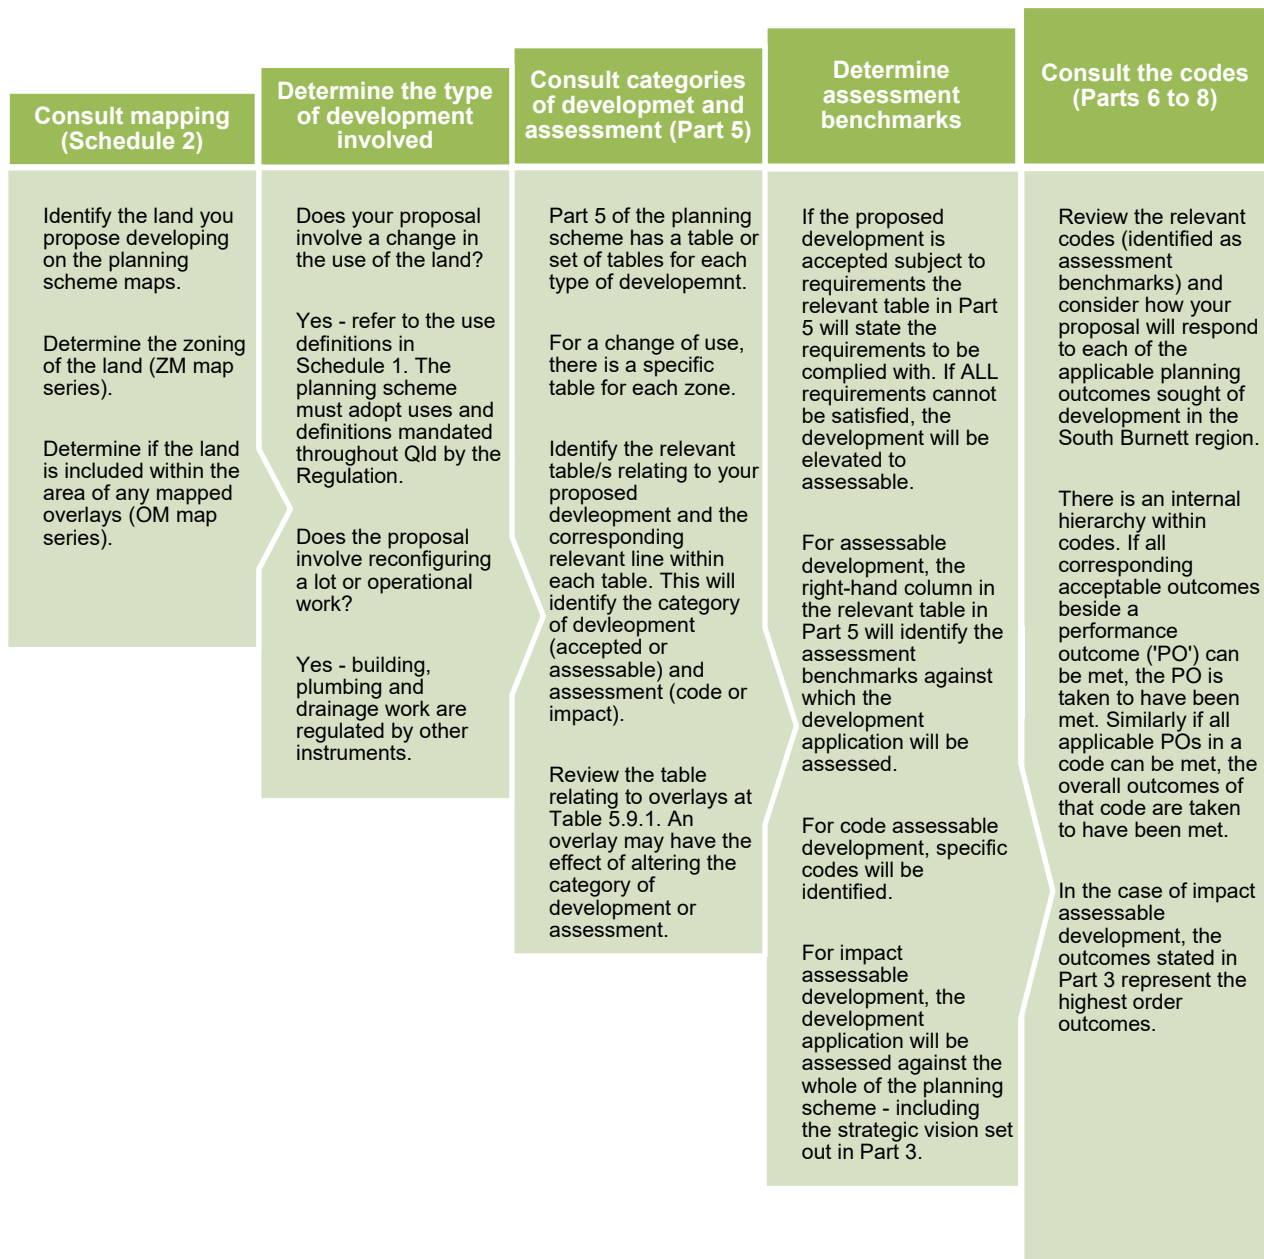 Consult mapping
(Schedule 2)
Identify the land you
propose developing
on the planning
scheme maps.
Determine the zoning
of the land (ZM map
series).
Determine if the land
is included within the
area of any mapped
overlays (OM map
series).
Determine the type
of development
involved
Does your proposal
involve a change in
the use of the land?
Yes - refer to the use
definitions in
Schedule 1. The
planning scheme
must adopt uses and
definitions mandated
throughout Qld by the
Regulation.
Does the proposal
involve reconfiguring
a lot or operational
work?
Yes - building,
plumbing and
drainage work are
regulated by other
instruments.
Consult categories
of developmet and
assessment (Part 5)
Part 5 of the planning
scheme has a table or
set of tables for each
type of developemnt.
For a change of use,
there is a specific
table for each zone.
Identify the relevant
table/s relating to your
proposed
devleopment and the
corresponding
relevant line within
each table. This will
identify the category
of devleopment
(accepted or
assessable) and
assessment (code or
impact).
Review the table
relating to overlays at
Table 5.9.1. An
overlay may have the
effect of altering the
category of
development or
assessment.
Determine
assessment
benchmarks
If the proposed
development is
accepted subject to
requirements the
relevant table in Part
5 will state the
requirements to be
complied with. If ALL
requirements cannot
be satisfied, the
development will be
elevated to
assessable.
For assessable
development, the
right-hand column in
the relevant table in
Part 5 will identify the
assessment
benchmarks against
which the
development
application will be
assessed.
For code assessable
development, specific
codes will be
identified.
For impact
assessable
development, the
development
application will be
assessed against the
whole of the planning
scheme - including
the strategic vision set
out in Part 3.
Consult the codes
(Parts 6 to 8)
Review the relevant
codes (identified as
assessment
benchmarks) and
consider how your
proposal will respond
to each of the
applicable planning
outcomes sought of
development in the
South Burnett region.
There is an internal
hierarchy within
codes. If all
corresponding
acceptable outcomes
beside a
performance
outcome ('PO') can
be met, the PO is
taken to have been
met. Similarly if all
applicable POs in a
code can be met, the
overall outcomes of
that code are taken
to have been met.
In the case of impact
assessable
development, the
outcomes stated in
Part 3 represent the
highest order
outcomes.